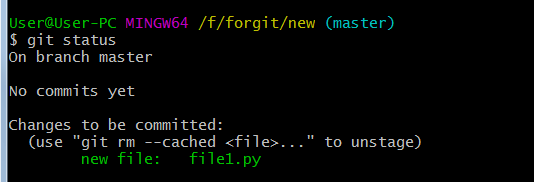 User@User-PC MINGW64 /f/forgit/new (master)
$ git status
On branch master
No commits yet
Changes to be committed:
(use "git rm --cached <file>..." to unstage)
new file: file1.py